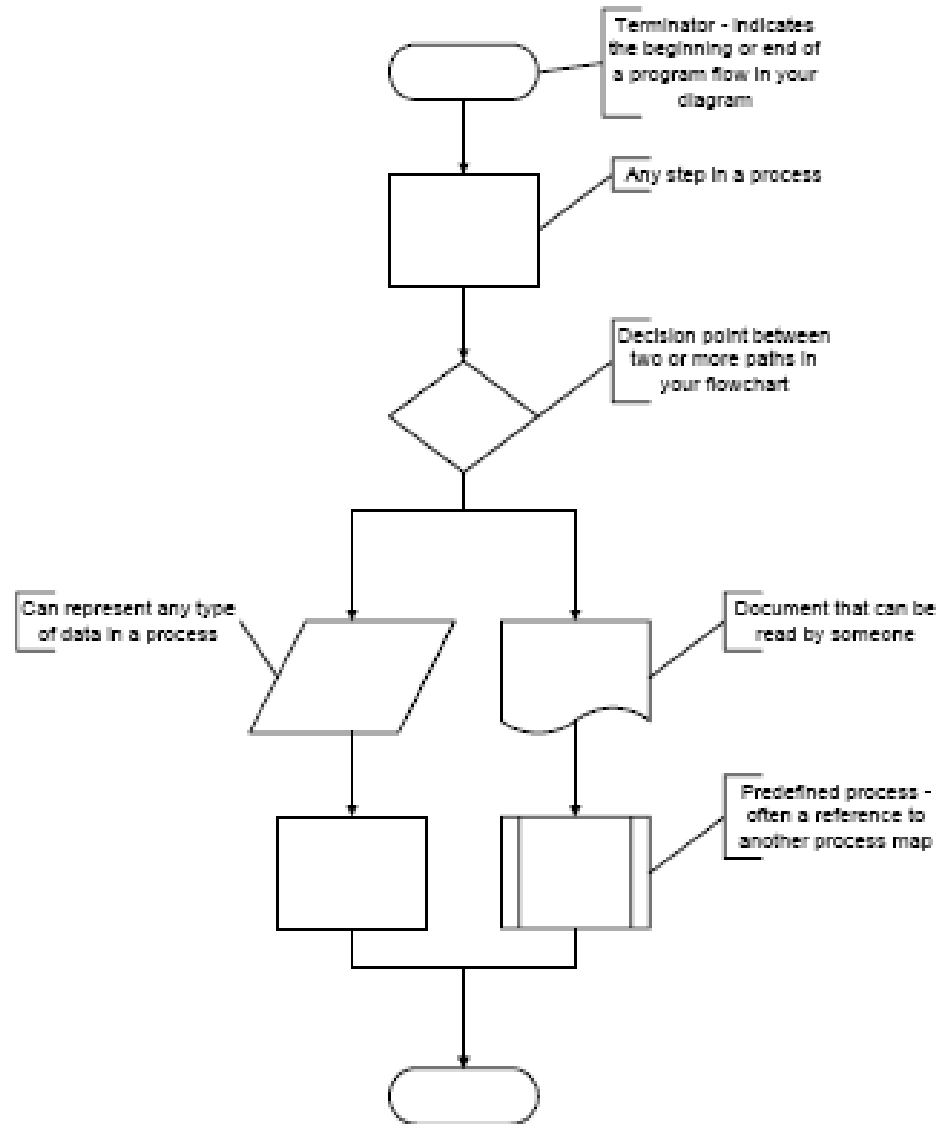 Terminator - indicates
the beginning or end of
a program flow in your
diagram
Any step in a process
Decision point between
two or more paths in
your flowchart
Can represent any type
of data in a process
Document that can be
read by someone
Predefined process -
often a reference to
another process map